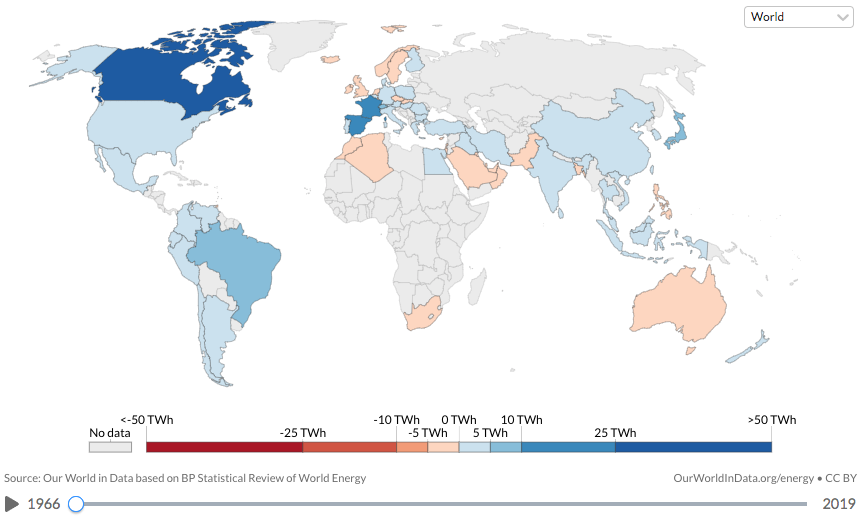 World
<-50 TWh -25 TWh -10 TWh 0 TWh 10 TWh >50 TWh
No data -5 TWh 5 TWh 25 TWh
Source: Our World in Data based on BP Statistical Review of World Energy OurWorldInData.org/energy • CC BY
1966 2019